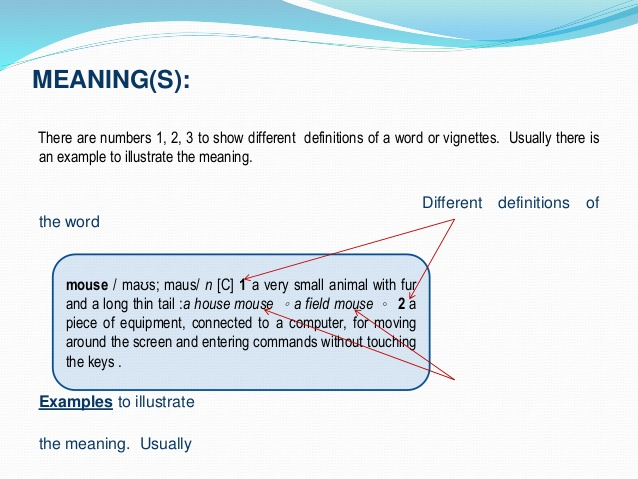 MEANING(S):
There are numbers 1, 2, 3 to show different definitions of a word or vignettes. Usually there is
an example to illustrate the meaning.
Different definitions of
the word
mouse / maʊs; maus/ n [C] 1 a very small animal with fur
and a long thin tail :a house mouse ◦ a field mouse ◦ 2 a
piece of equipment, connected to a computer, for moving
around the screen and entering commands without touching
the keys .
Examples to illustrate
the meaning. Usually